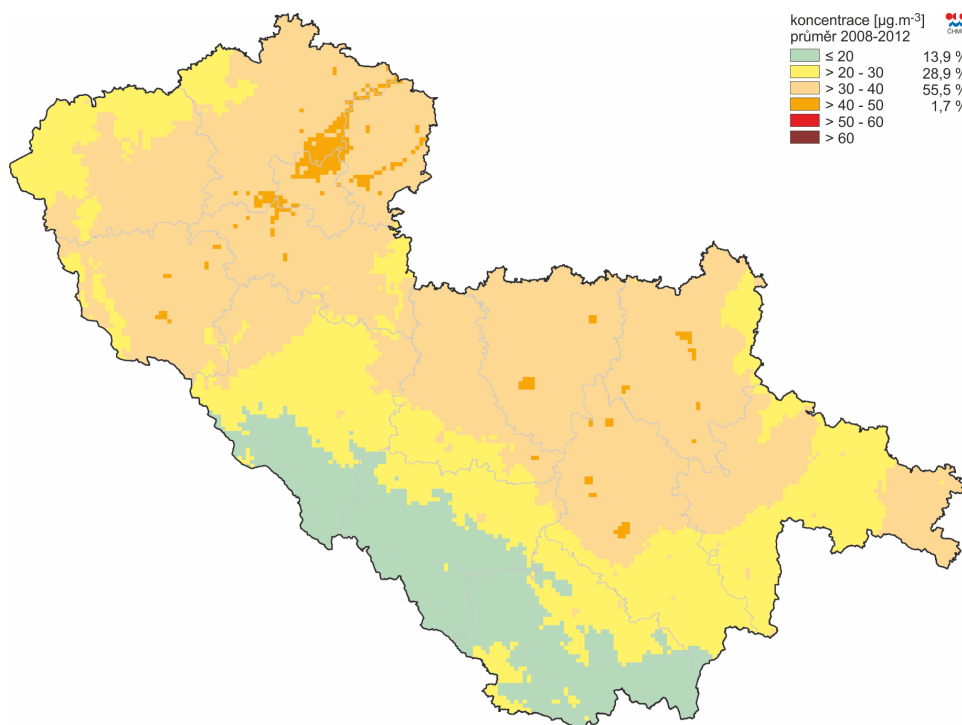 koncentrace [µg.m-3]
průměr 2008-2012
≤ 20 13,9 %
> 20 - 30 28,9 %
> 30 - 40 55,5 %
> 40 - 50 1,7 %
> 50 - 60
> 60